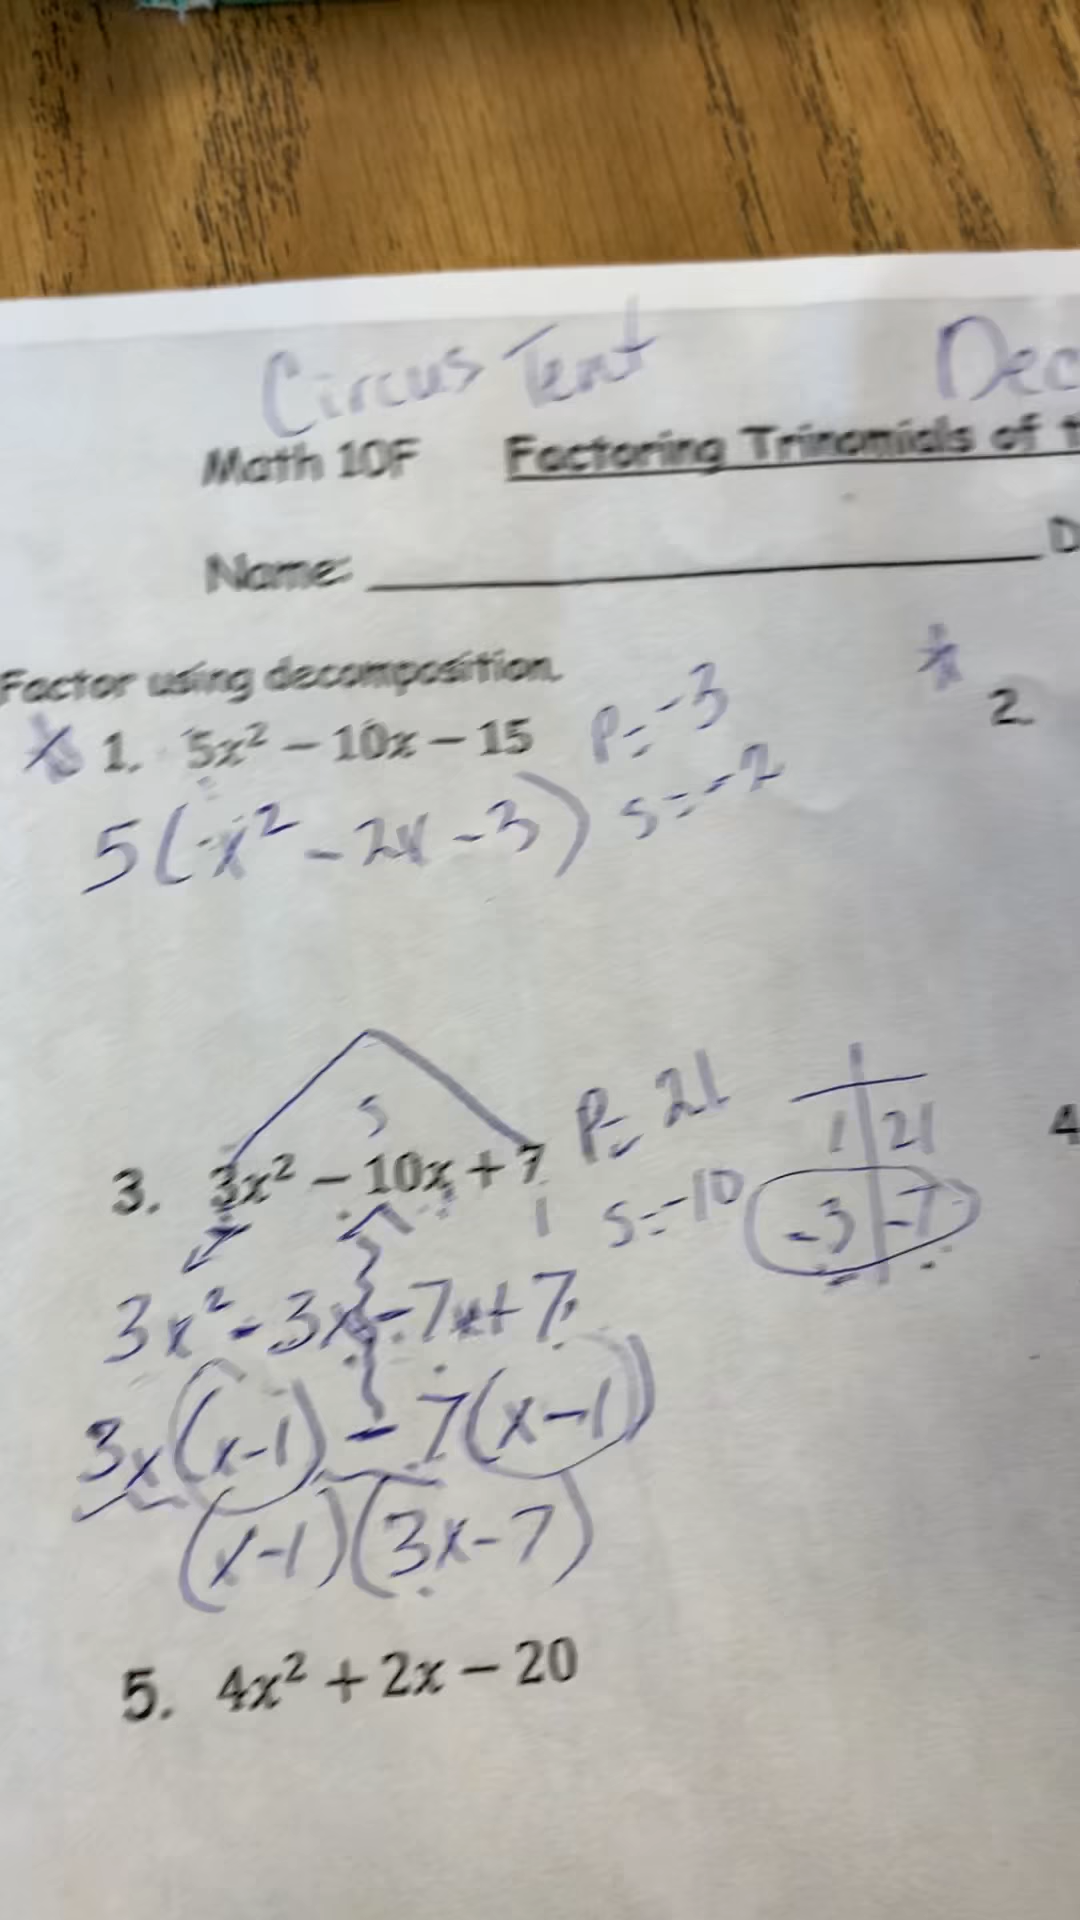 Circus Tent Dec
Math 10F Factoring Trinomials of t
Name: D
Factor using decomposition.
1. 5x² – 10x – 15 P=-3
5(x² - 2x - 3) S=-2
2.
S
3. 3x² – 10x + 7 P=21 1 | 21
S=-10 -3 | -7
4
3x² - 3x - 7x + 7
3x(x-1) - 7(x-1)
(x-1)(3x-7)
5. 4x² + 2x – 20